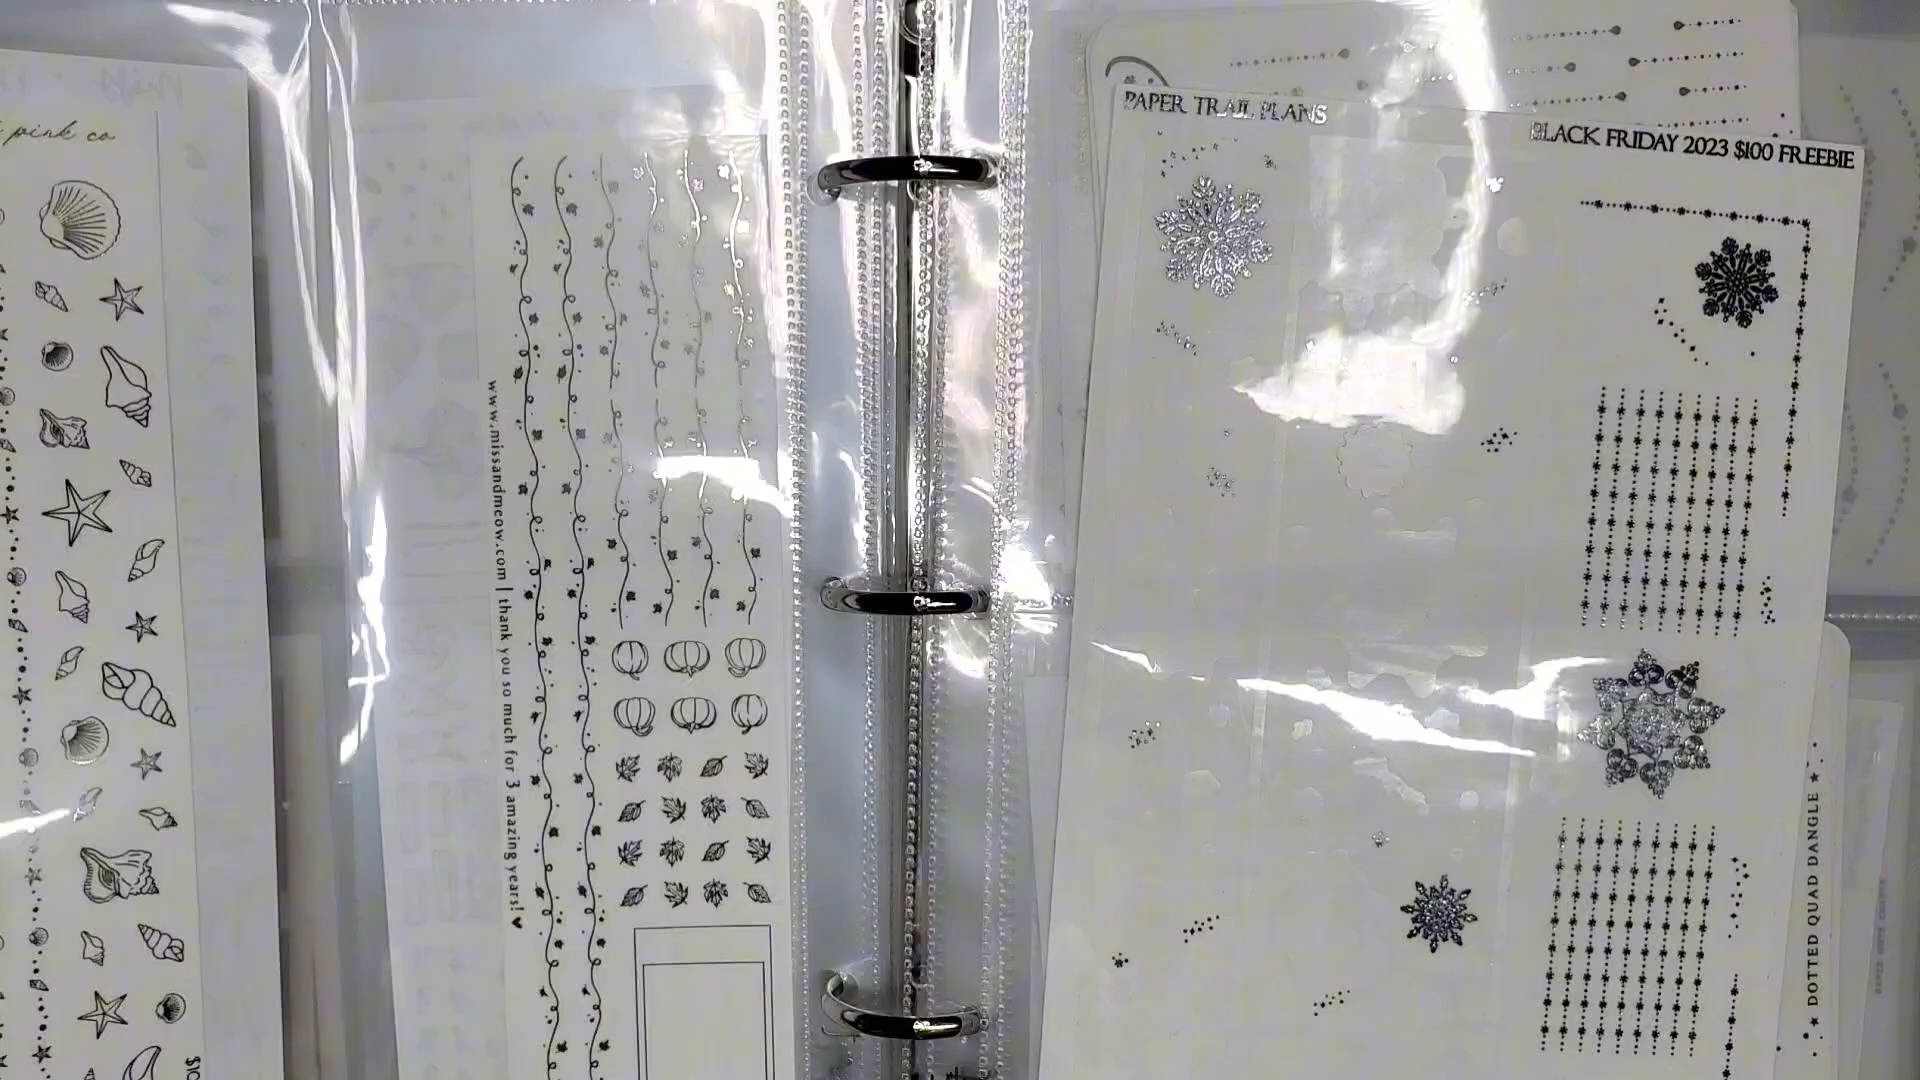 pink co
www.missandmeow.com | thank you so much for 3 amazing years! ♥
PAPER TRAIL PLANS
BLACK FRIDAY 2023 $100 FREEBIE
★ DOTTED QUAD DANGLE ★